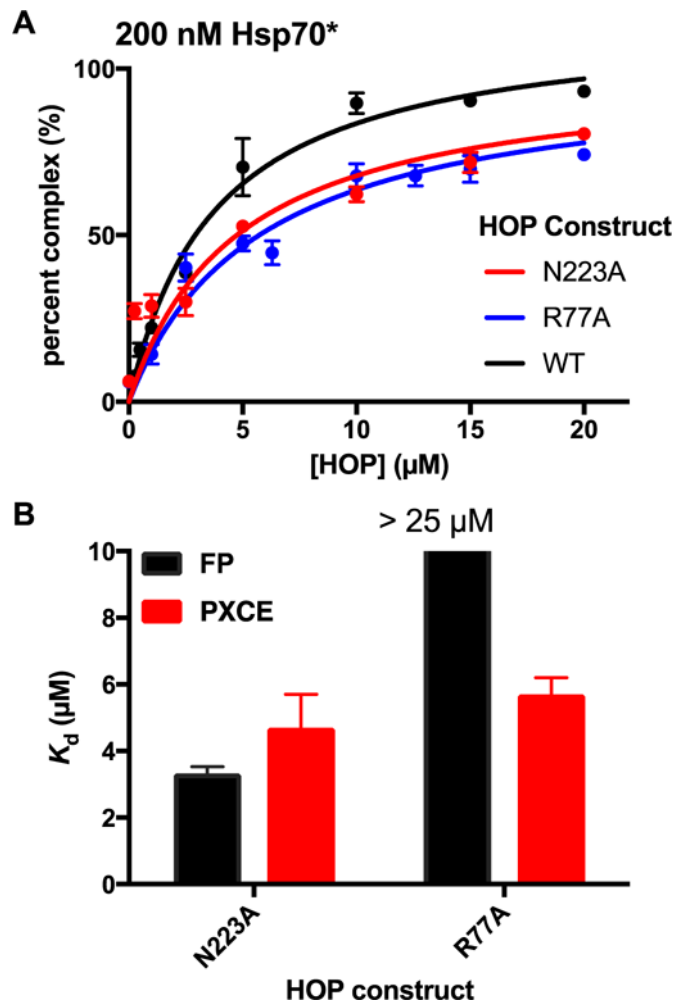 A
200 nM Hsp70*
100
50
0
percent complex (%)
HOP Construct
N223A
R77A
WT
0 5 10 15 20
[HOP] (µM)
B
> 25 µM
FP
PXCE
10
8
6
4
2
0
Kd (µM)
N223A
R77A
HOP construct